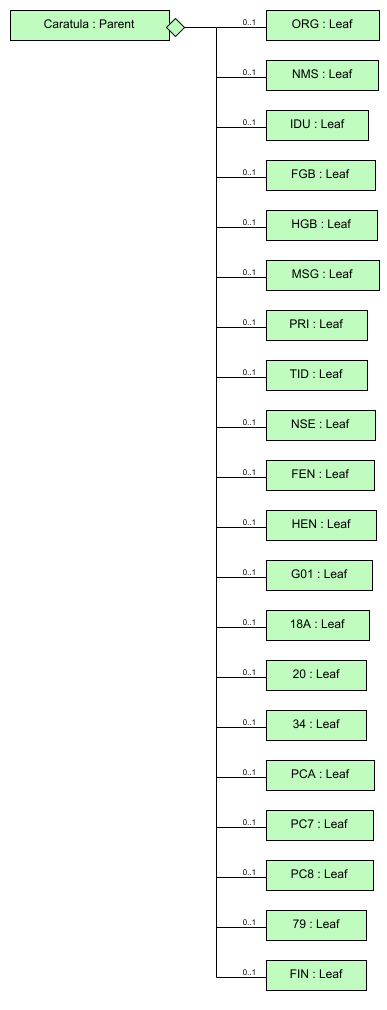 Caratula : Parent
0..1 ORG : Leaf
0..1 NMS : Leaf
0..1 IDU : Leaf
0..1 FGB : Leaf
0..1 HGB : Leaf
0..1 MSG : Leaf
0..1 PRI : Leaf
0..1 TID : Leaf
0..1 NSE : Leaf
0..1 FEN : Leaf
0..1 HEN : Leaf
0..1 G01 : Leaf
0..1 18A : Leaf
0..1 20 : Leaf
0..1 34 : Leaf
0..1 PCA : Leaf
0..1 PC7 : Leaf
0..1 PC8 : Leaf
0..1 79 : Leaf
0..1 FIN : Leaf